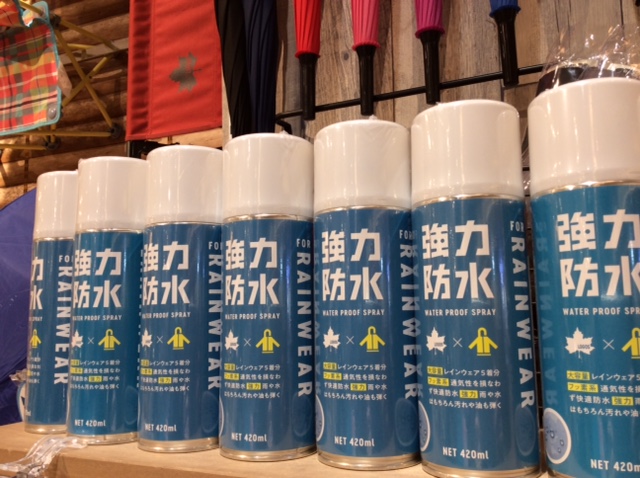 強力
防水
WATER PROOF SPRAY
FOR
RAINWEAR
×
大容量 レインウェア5着分
フッ素系 通気性を損なわ
ず快適防水 強力 雨や水
はもちろん汚れや油も弾く
NET 420ml